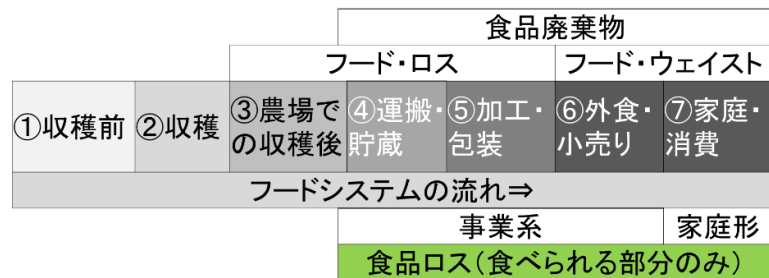 食品廃棄物
フード・ロス
フード・ウェイスト
①収穫前
②収穫
③農場で
の収穫後
④運搬・
貯蔵
⑤加工・
包装
⑥外食・
小売り
⑦家庭・
消費
フードシステムの流れ⇒
事業系
家庭形
食品ロス(食べられる部分のみ)